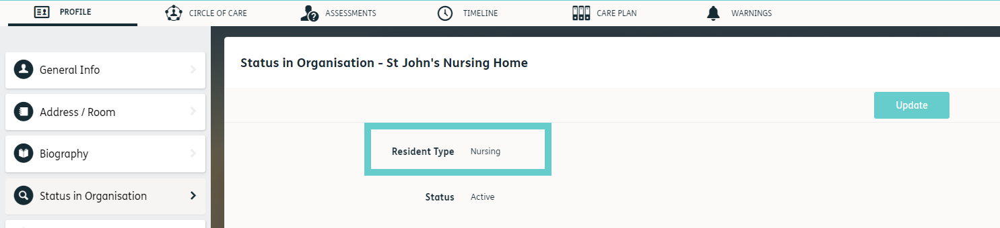 PROFILE
CIRCLE OF CARE
ASSESSMENTS
TIMELINE
CARE PLAN
WARNINGS
General Info
Address / Room
Biography
Status in Organisation
Status in Organisation - St John's Nursing Home
Update
Resident Type Nursing
Status Active